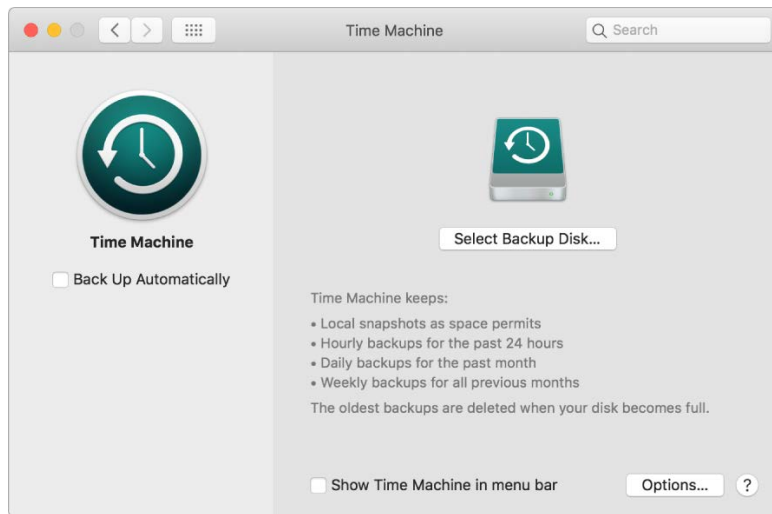 Time Machine
Search
Time Machine
Back Up Automatically
Select Backup Disk...
Time Machine keeps:
• Local snapshots as space permits
• Hourly backups for the past 24 hours
• Daily backups for the past month
• Weekly backups for all previous months
The oldest backups are deleted when your disk becomes full.
Show Time Machine in menu bar
Options...
?